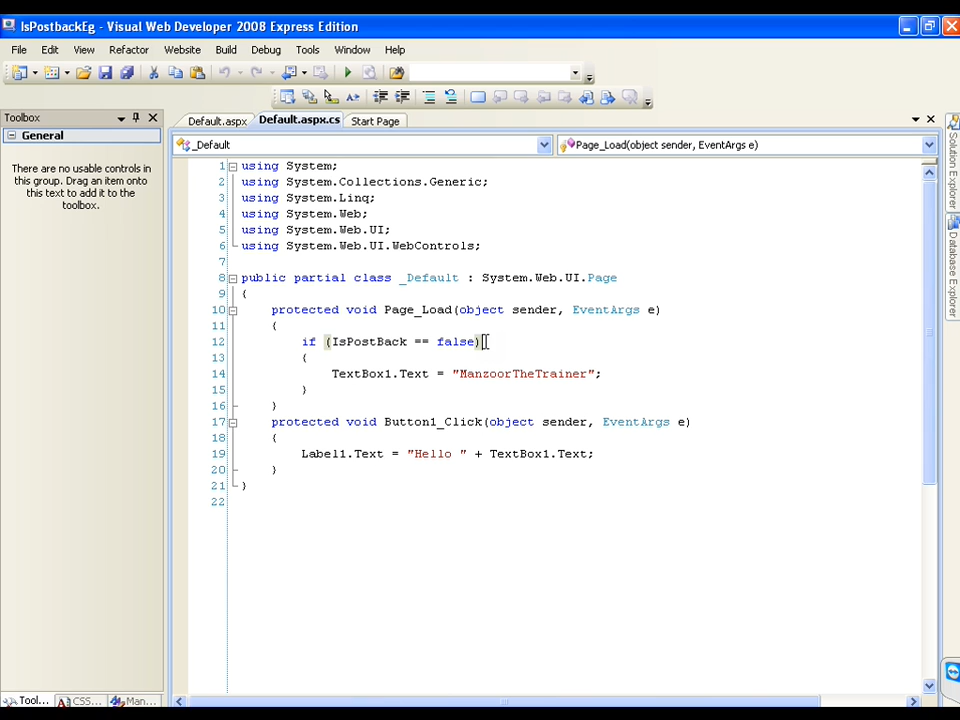 IsPostbackEg - Visual Web Developer 2008 Express Edition
File Edit View Refactor Website Build Debug Tools Window Help
Toolbox
General
There are no usable controls in
this group. Drag an item onto
this text to add it to the
toolbox.
Default.aspx Default.aspx.cs Start Page
_Default Page_Load(object sender, EventArgs e)
1 using System;
2 using System.Collections.Generic;
3 using System.Linq;
4 using System.Web;
5 using System.Web.UI;
6 using System.Web.UI.WebControls;
7
8 public partial class _Default : System.Web.UI.Page
9 {
10 protected void Page_Load(object sender, EventArgs e)
11 {
12 if (IsPostBack == false)
13 {
14 TextBox1.Text = "ManzoorTheTrainer";
15 }
16 }
17 protected void Button1_Click(object sender, EventArgs e)
18 {
19 Label1.Text = "Hello " + TextBox1.Text;
20 }
21 }
22
Solution Explorer
Database Explorer
Tool... CSS... Man...